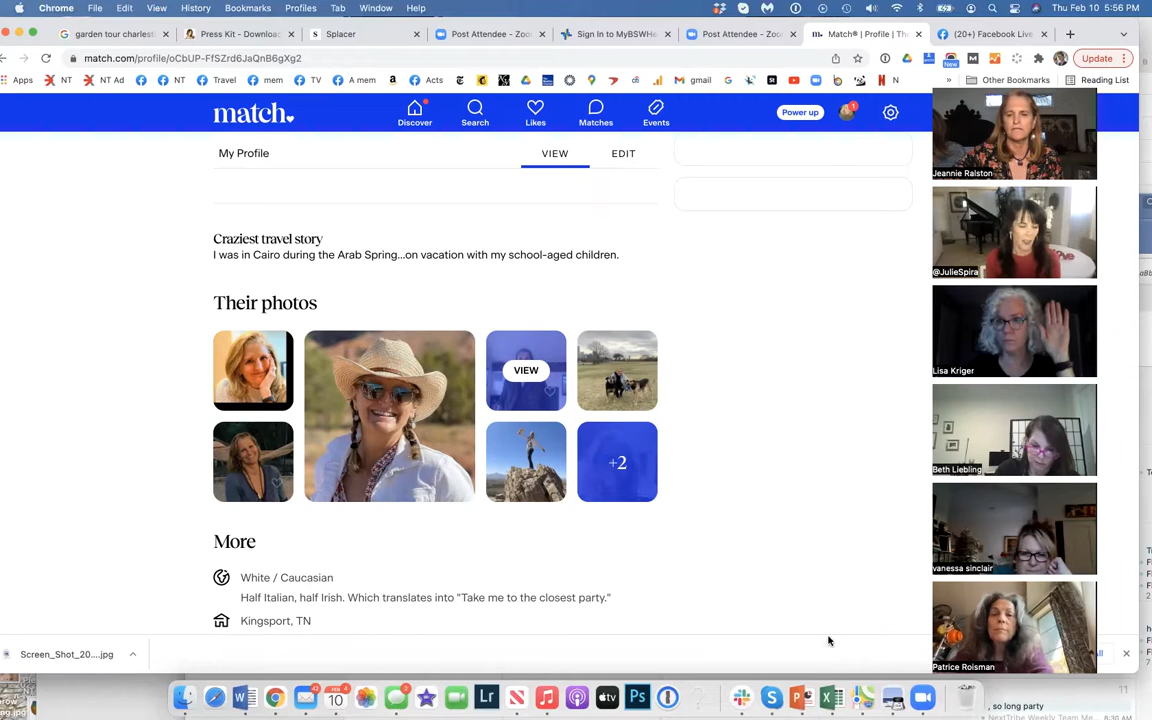 Chrome File Edit View History Bookmarks Profiles Tab Window Help Thu Feb 10 5:56 PM
garden tour charlest Press Kit - Downloa Splacer Post Attendee - Zoo Sign In to MyBSWHe Post Attendee - Zoo Match® | Profile | Th (20+) Facebook Live
match.com/profile/oCbUP-FfSZrd6JaQnB6gXg2 New Update
Apps NT NT Ad Travel mem TV A mem Acts gmail N » Other Bookmarks Reading List
match Discover Search Likes Matches Events Power up 1
My Profile VIEW EDIT
Craziest travel story
I was in Cairo during the Arab Spring...on vacation with my school-aged children.
Their photos
VIEW
+2
More
White / Caucasian
Half Italian, half Irish. Which translates into "Take me to the closest party."
Kingsport, TN
Jeannie Ralston
@JulieSpira
Lisa Kriger
Beth Liebling
vanessa sinclair
Patrice Roisman
Screen_Shot_20....jpg
, so long party